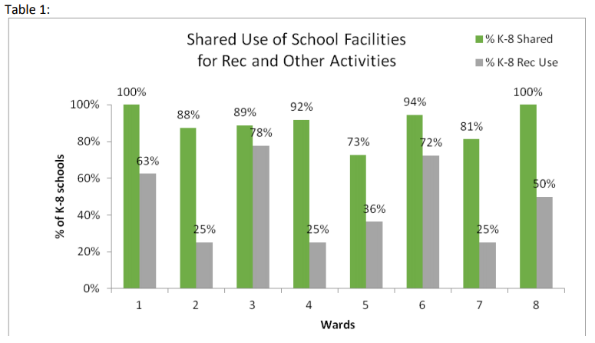 Table 1:
Shared Use of School Facilities
for Rec and Other Activities
% K-8 Shared
% K-8 Rec Use
% of K-8 schools
100%
80%
60%
40%
20%
0%
100%
63%
88%
25%
89%
78%
92%
25%
73%
36%
94%
72%
81%
25%
100%
50%
1 2 3 4 5 6 7 8
Wards